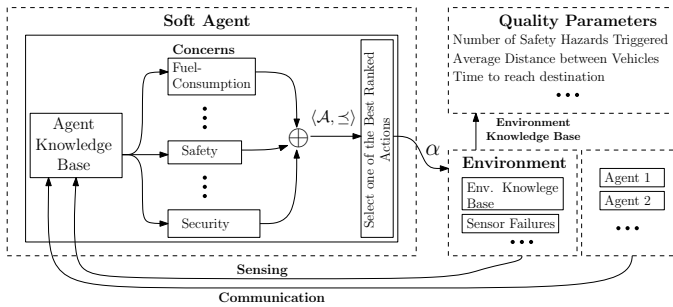 Soft Agent
Concerns
Fuel-
Consumption
Agent
Knowledge
Base
Safety
Security
⟨𝒜, ⪯⟩
Select one of the Best Ranked
Actions
α
Quality Parameters
Number of Safety Hazards Triggered
Average Distance between Vehicles
Time to reach destination
Environment
Knowledge Base
Environment
Env. Knowlege
Base
Sensor Failures
Agent 1
Agent 2
Sensing
Communication